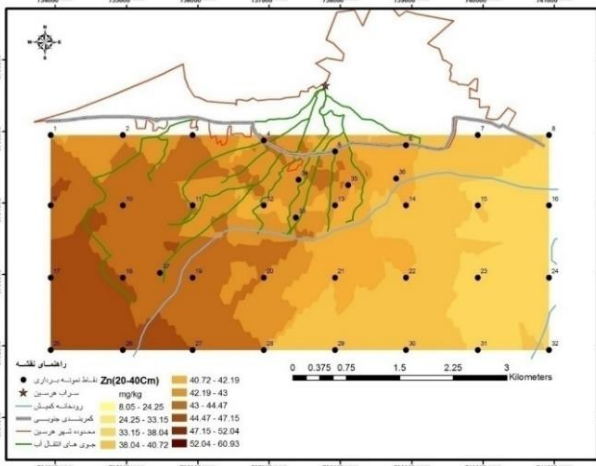 1 2 4 5 6 7 8
10 11 12 13 14 15 16
35 36
17 18 19 20 21 22 23 24
37
25 26 27 28 29 30 31 32
راهنمای نقشه
نقاط نمونه برداری
سراب هرسین
رودخانه گمیش
کمربندی جنوبی
محدوده شهر هرسین
جوی های انتقال آب
Zn(20-40Cm)
mg/kg
8.05 - 24.25
24.25 - 33.15
33.15 - 38.04
38.04 - 40.72
40.72 - 42.19
42.19 - 43
43 - 44.47
44.47 - 47.15
47.15 - 52.04
52.04 - 60.93
0 0.375 0.75 1.5 2.25 3
Kilometers